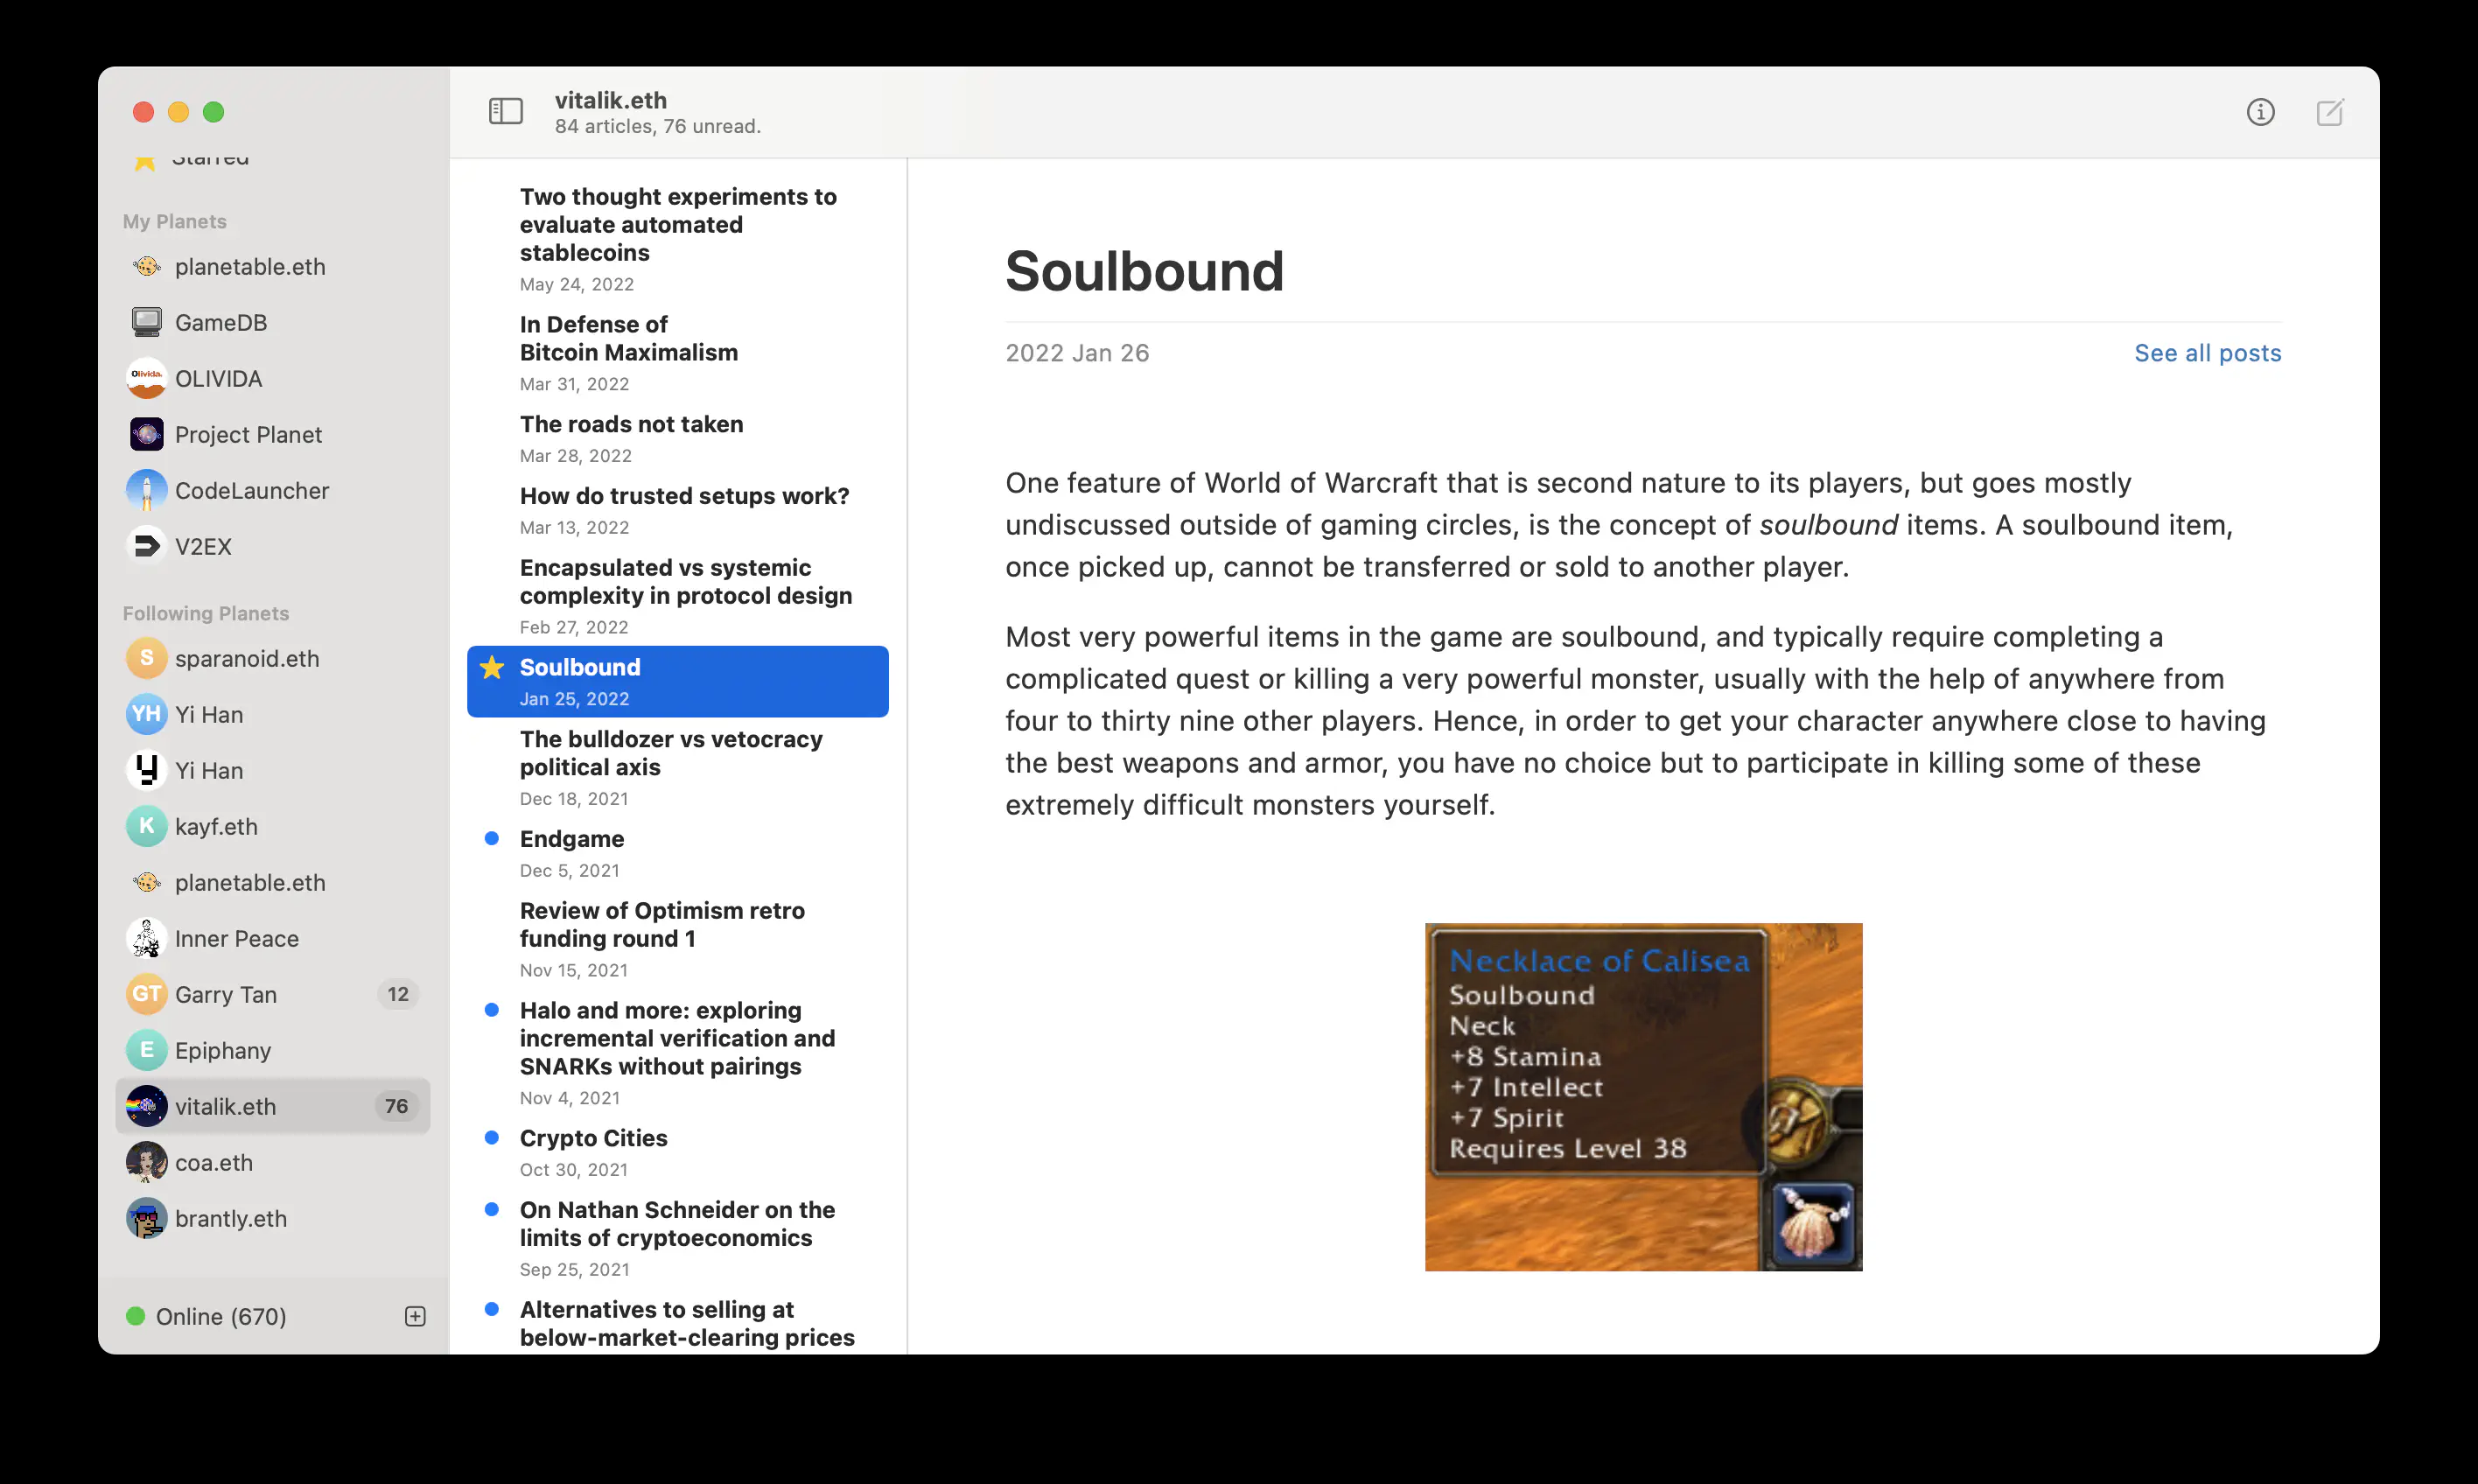 Starred
My Planets
planetable.eth
GameDB
Olivida.
OLIVIDA
Project Planet
CodeLauncher
V2EX
Following Planets
S
sparanoid.eth
YH
Yi Han
Yi Han
K
kayf.eth
planetable.eth
Inner Peace
GT
Garry Tan
12
E
Epiphany
vitalik.eth
76
coa.eth
brantly.eth
Online (670)
vitalik.eth
84 articles, 76 unread.
Two thought experiments to
evaluate automated
stablecoins
May 24, 2022
In Defense of
Bitcoin Maximalism
Mar 31, 2022
The roads not taken
Mar 28, 2022
How do trusted setups work?
Mar 13, 2022
Encapsulated vs systemic
complexity in protocol design
Feb 27, 2022
Soulbound
Jan 25, 2022
The bulldozer vs vetocracy
political axis
Dec 18, 2021
Endgame
Dec 5, 2021
Review of Optimism retro
funding round 1
Nov 15, 2021
Halo and more: exploring
incremental verification and
SNARKs without pairings
Nov 4, 2021
Crypto Cities
Oct 30, 2021
On Nathan Schneider on the
limits of cryptoeconomics
Sep 25, 2021
Alternatives to selling at
below-market-clearing prices
Soulbound
2022 Jan 26
See all posts
One feature of World of Warcraft that is second nature to its players, but goes mostly
undiscussed outside of gaming circles, is the concept of soulbound items. A soulbound item,
once picked up, cannot be transferred or sold to another player.
Most very powerful items in the game are soulbound, and typically require completing a
complicated quest or killing a very powerful monster, usually with the help of anywhere from
four to thirty nine other players. Hence, in order to get your character anywhere close to having
the best weapons and armor, you have no choice but to participate in killing some of these
extremely difficult monsters yourself.
Necklace of Calisea
Soulbound
Neck
+8 Stamina
+7 Intellect
+7 Spirit
Requires Level 38